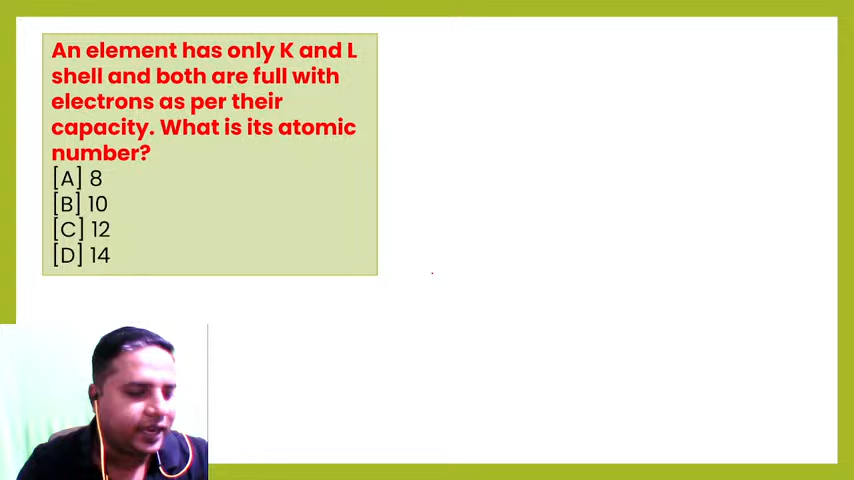 An element has only K and L
shell and both are full with
electrons as per their
capacity. What is its atomic
number?
[A] 8
[B] 10
[C] 12
[D] 14